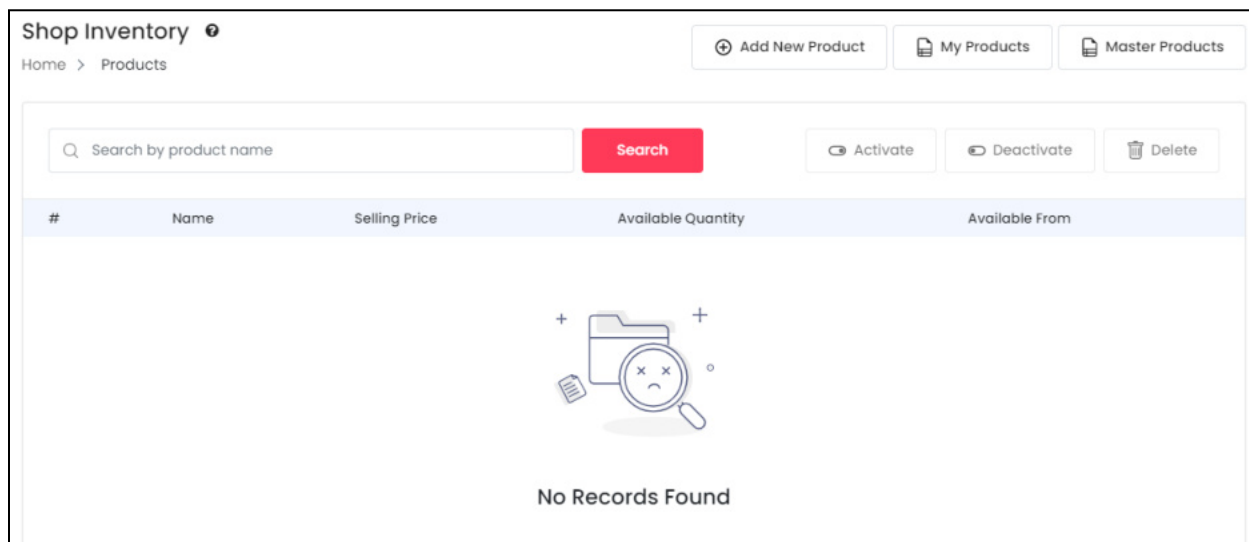 Shop Inventory
Home > Products
Add New Product
My Products
Master Products
Search by product name
Search
Activate
Deactivate
Delete
# Name Selling Price Available Quantity Available From
No Records Found